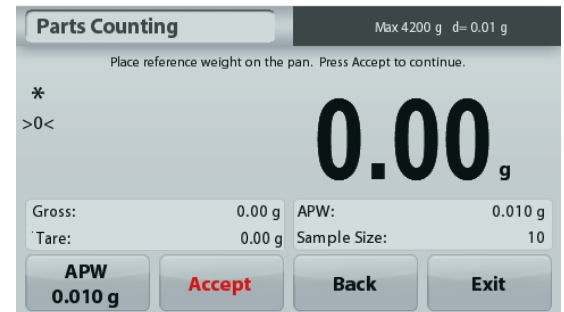 Parts Counting
Max 4200 g d= 0.01 g
Place reference weight on the pan. Press Accept to continue.
*
>0<
0.00 g
Gross: 0.00 g APW: 0.010 g
Tare: 0.00 g Sample Size: 10
APW
0.010 g
Accept
Back
Exit